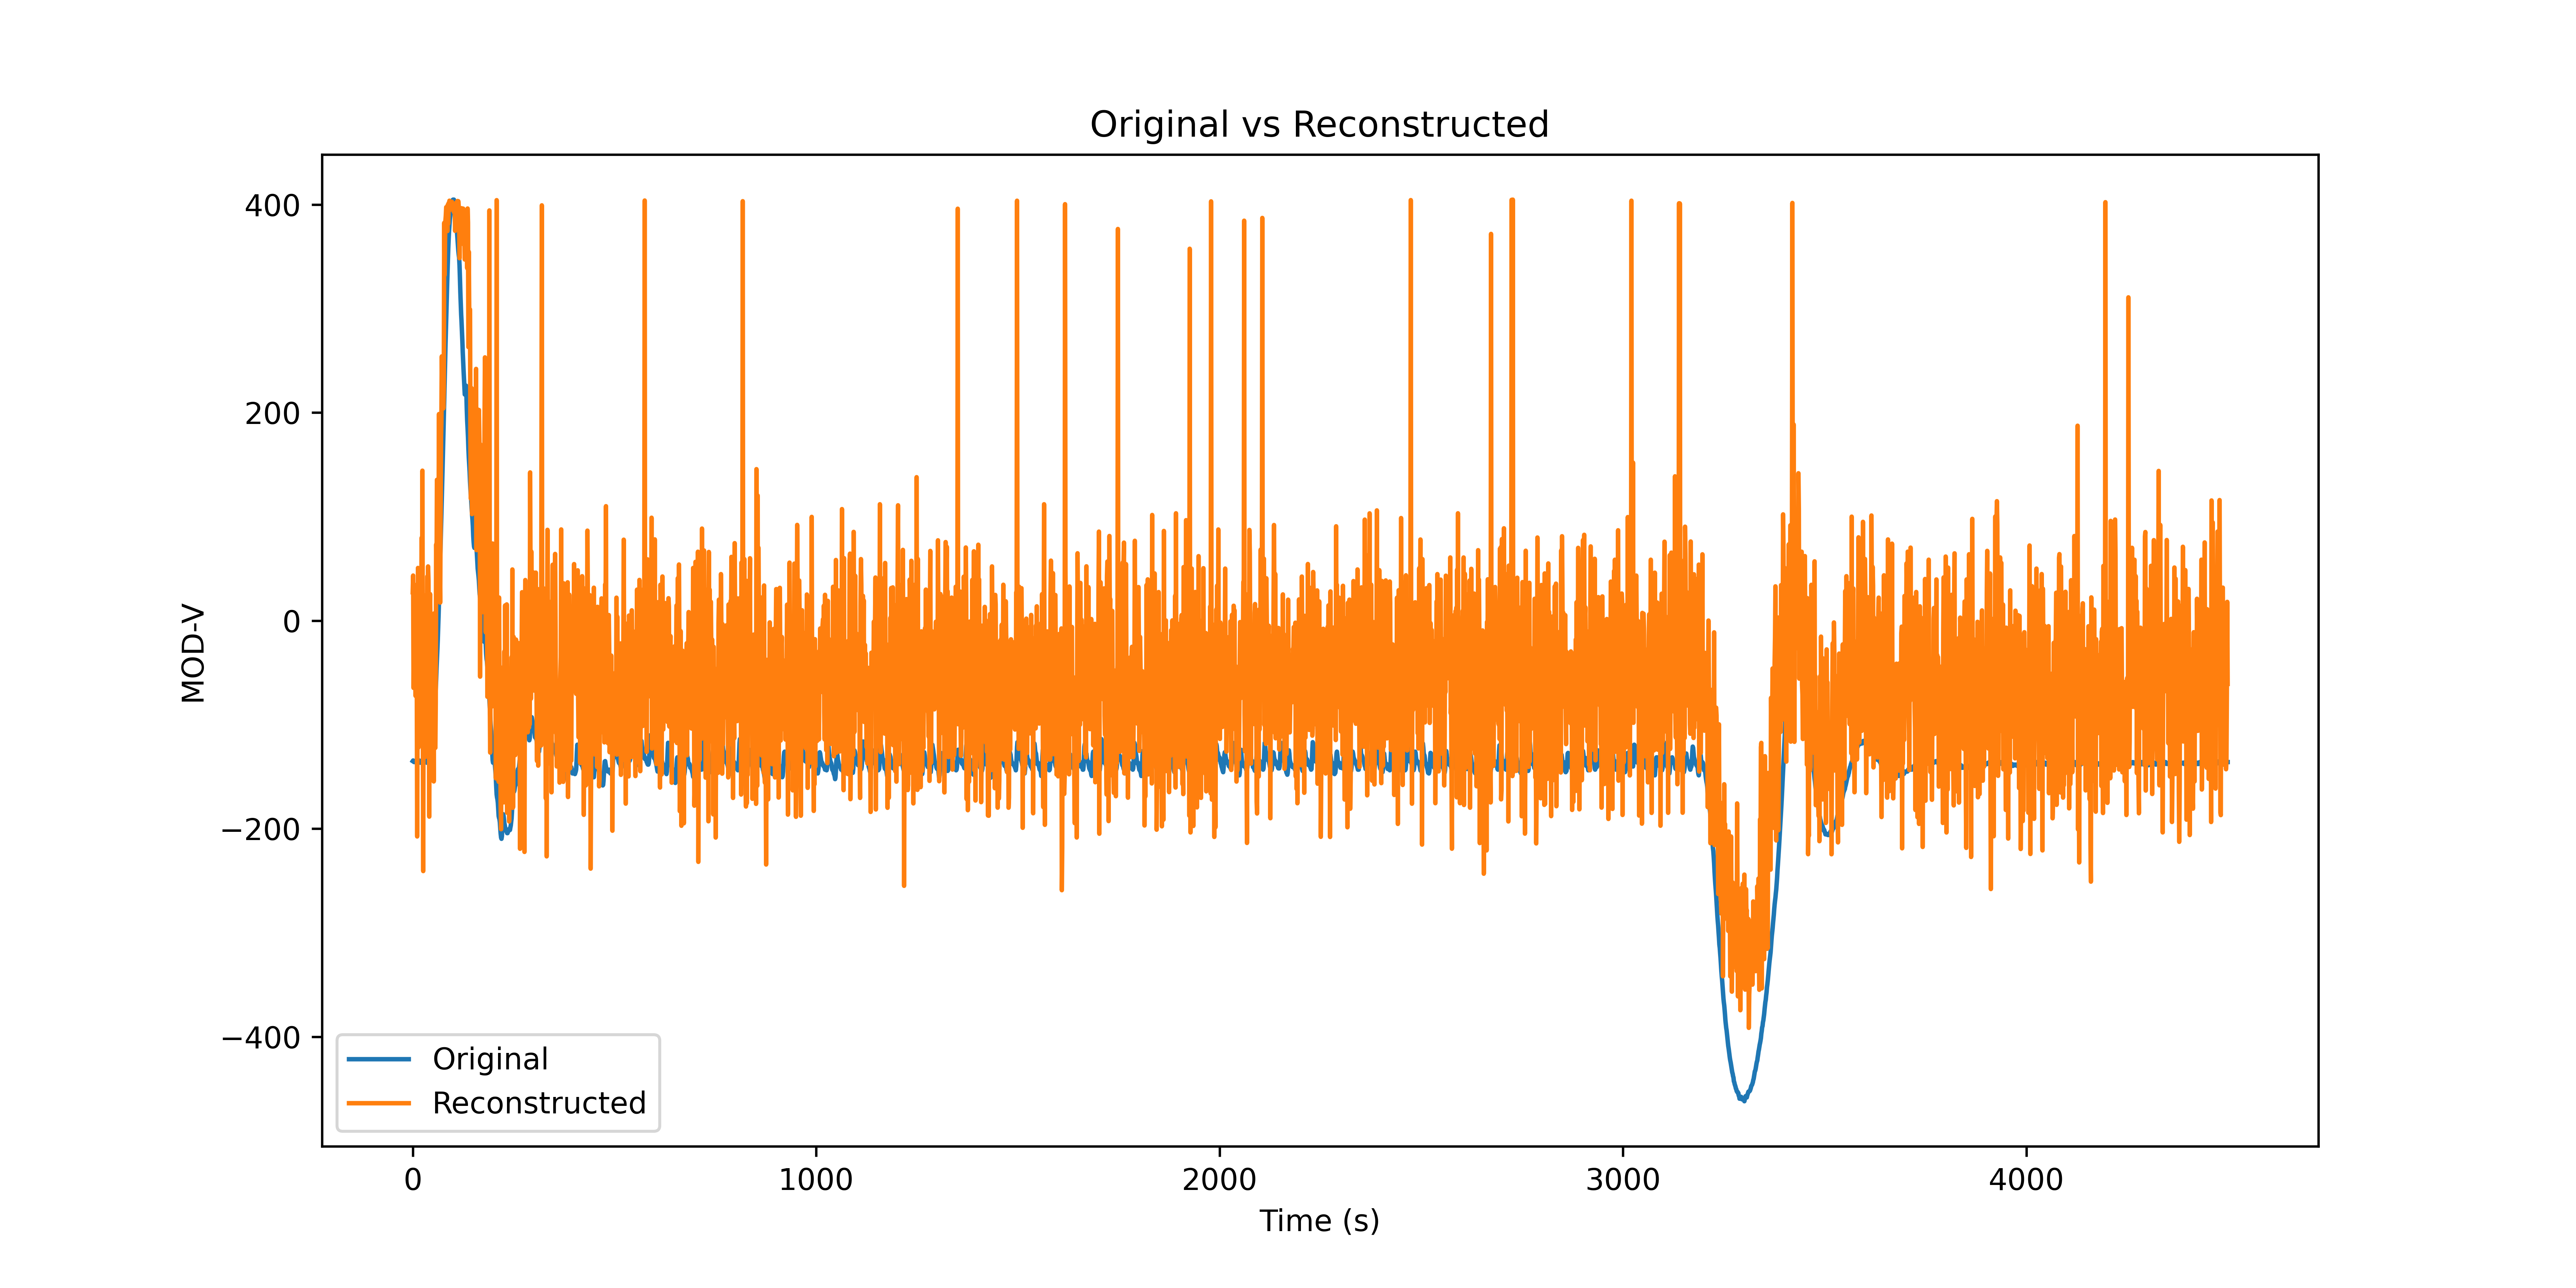 Original vs Reconstructed
400
200
0
−200
−400
MOD-V
Original
Reconstructed
0 1000 2000 3000 4000
Time (s)